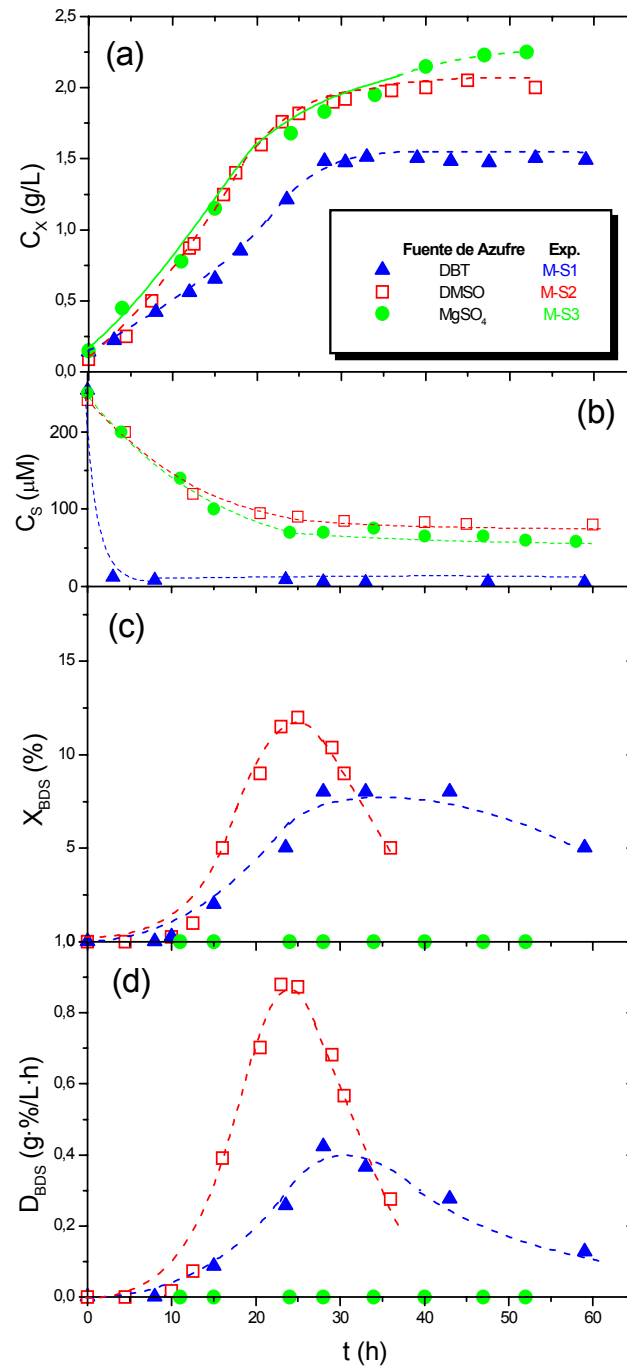 (a)
2,5
2.0
1.5
1.0
0.5
0.0
C_X (g/L)
Fuente de Azufre Exp.
DBT M-S1
DMSO M-S2
MgSO₄ M-S3
(b)
200
100
0
C_S (µM)
(c)
15
10
5
1.0
X_BDS (%)
(d)
0,8
0,6
0,4
0,2
0,0
D_BDS (g·%/L·h)
0 10 20 30 40 50 60
t (h)